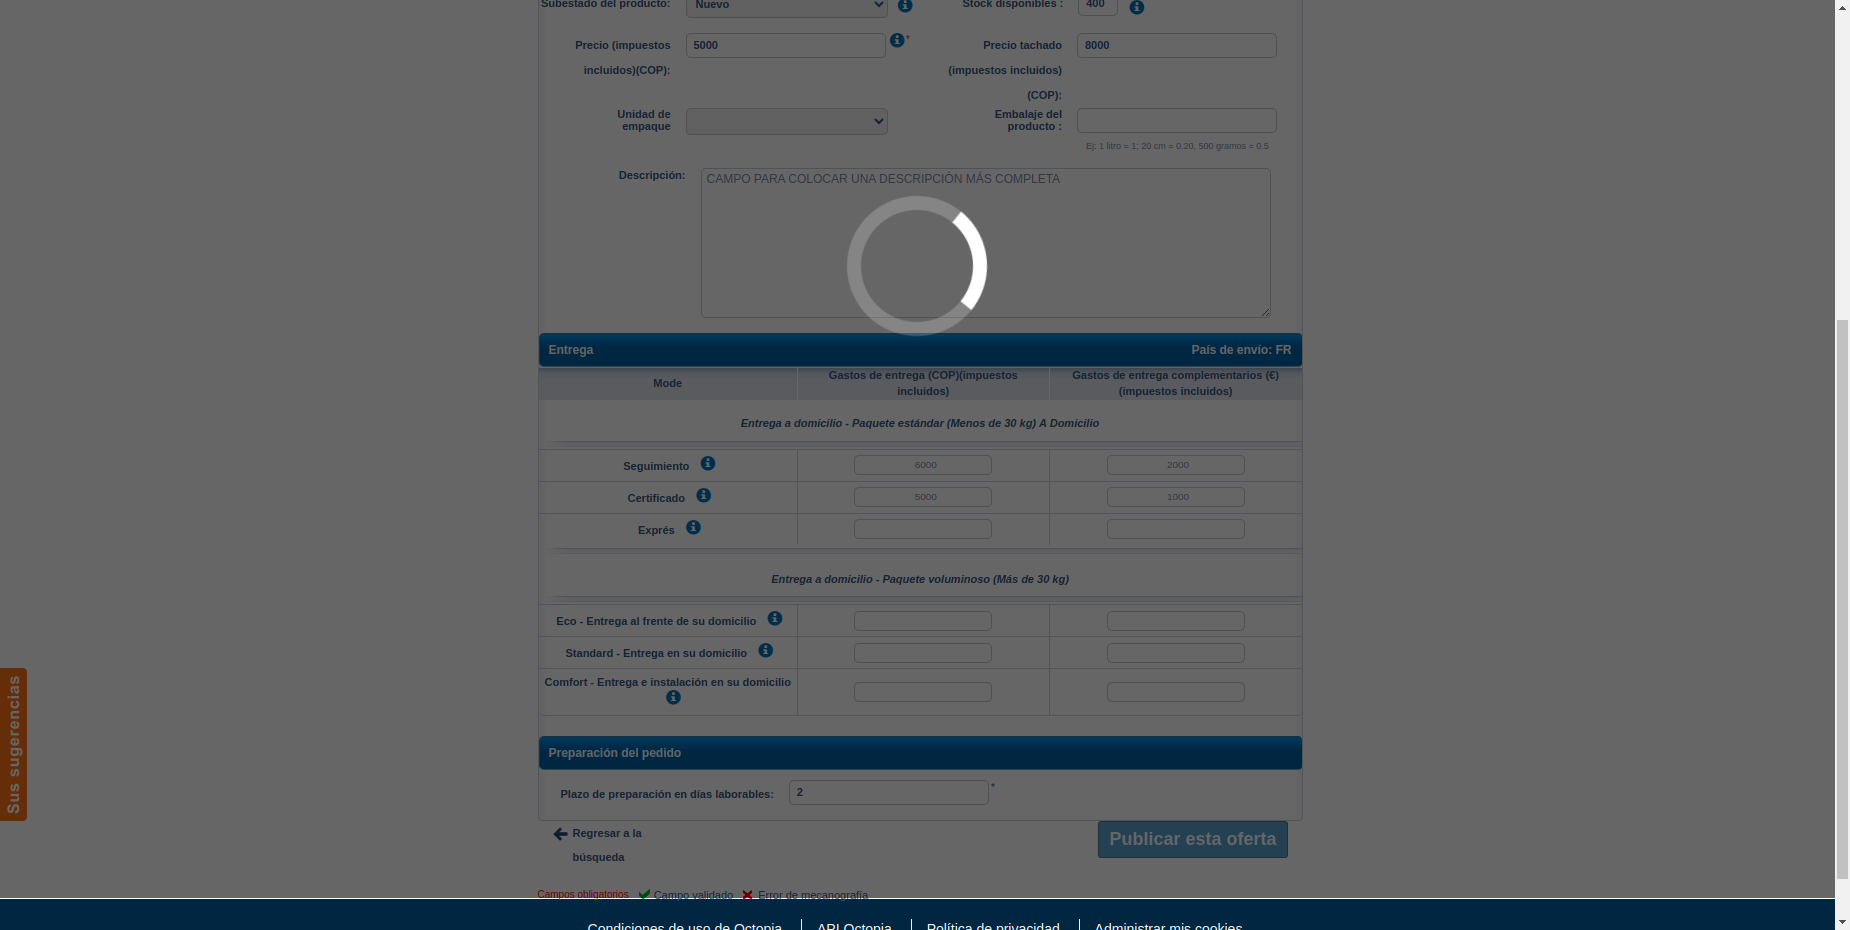 Subestado del producto: Nuevo Stock disponibles : 400
Precio (impuestos incluidos)(COP): 5000 * Precio tachado (impuestos incluidos) (COP): 8000
Unidad de empaque Embalaje del producto :
Ej: 1 litro = 1; 20 cm = 0.20, 500 gramos = 0.5
Descripción: CAMPO PARA COLOCAR UNA DESCRIPCIÓN MÁS COMPLETA
Entrega País de envío: FR
Mode Gastos de entrega (COP)(impuestos incluidos) Gastos de entrega complementarios (€) (impuestos incluidos)
Entrega a domicilio - Paquete estándar (Menos de 30 kg) A Domicilio
Seguimiento 6000 2000
Certificado 5000 1000
Exprés
Entrega a domicilio - Paquete voluminoso (Más de 30 kg)
Eco - Entrega al frente de su domicilio
Standard - Entrega en su domicilio
Comfort - Entrega e instalación en su domicilio
Sus sugerencias
Preparación del pedido
Plazo de preparación en días laborables: 2 *
Regresar a la búsqueda
Publicar esta oferta
Campos obligatorios Campo validado Error de mecanografía
Condiciones de uso de Octopia API Octopia Política de privacidad Administrar mis cookies